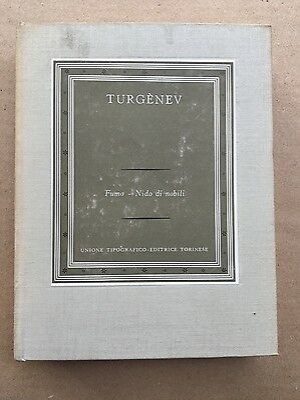 TURGÈNEV
Fumo - Nido di nobili
UNIONE TIPOGRAFICO-EDITRICE TORINESE